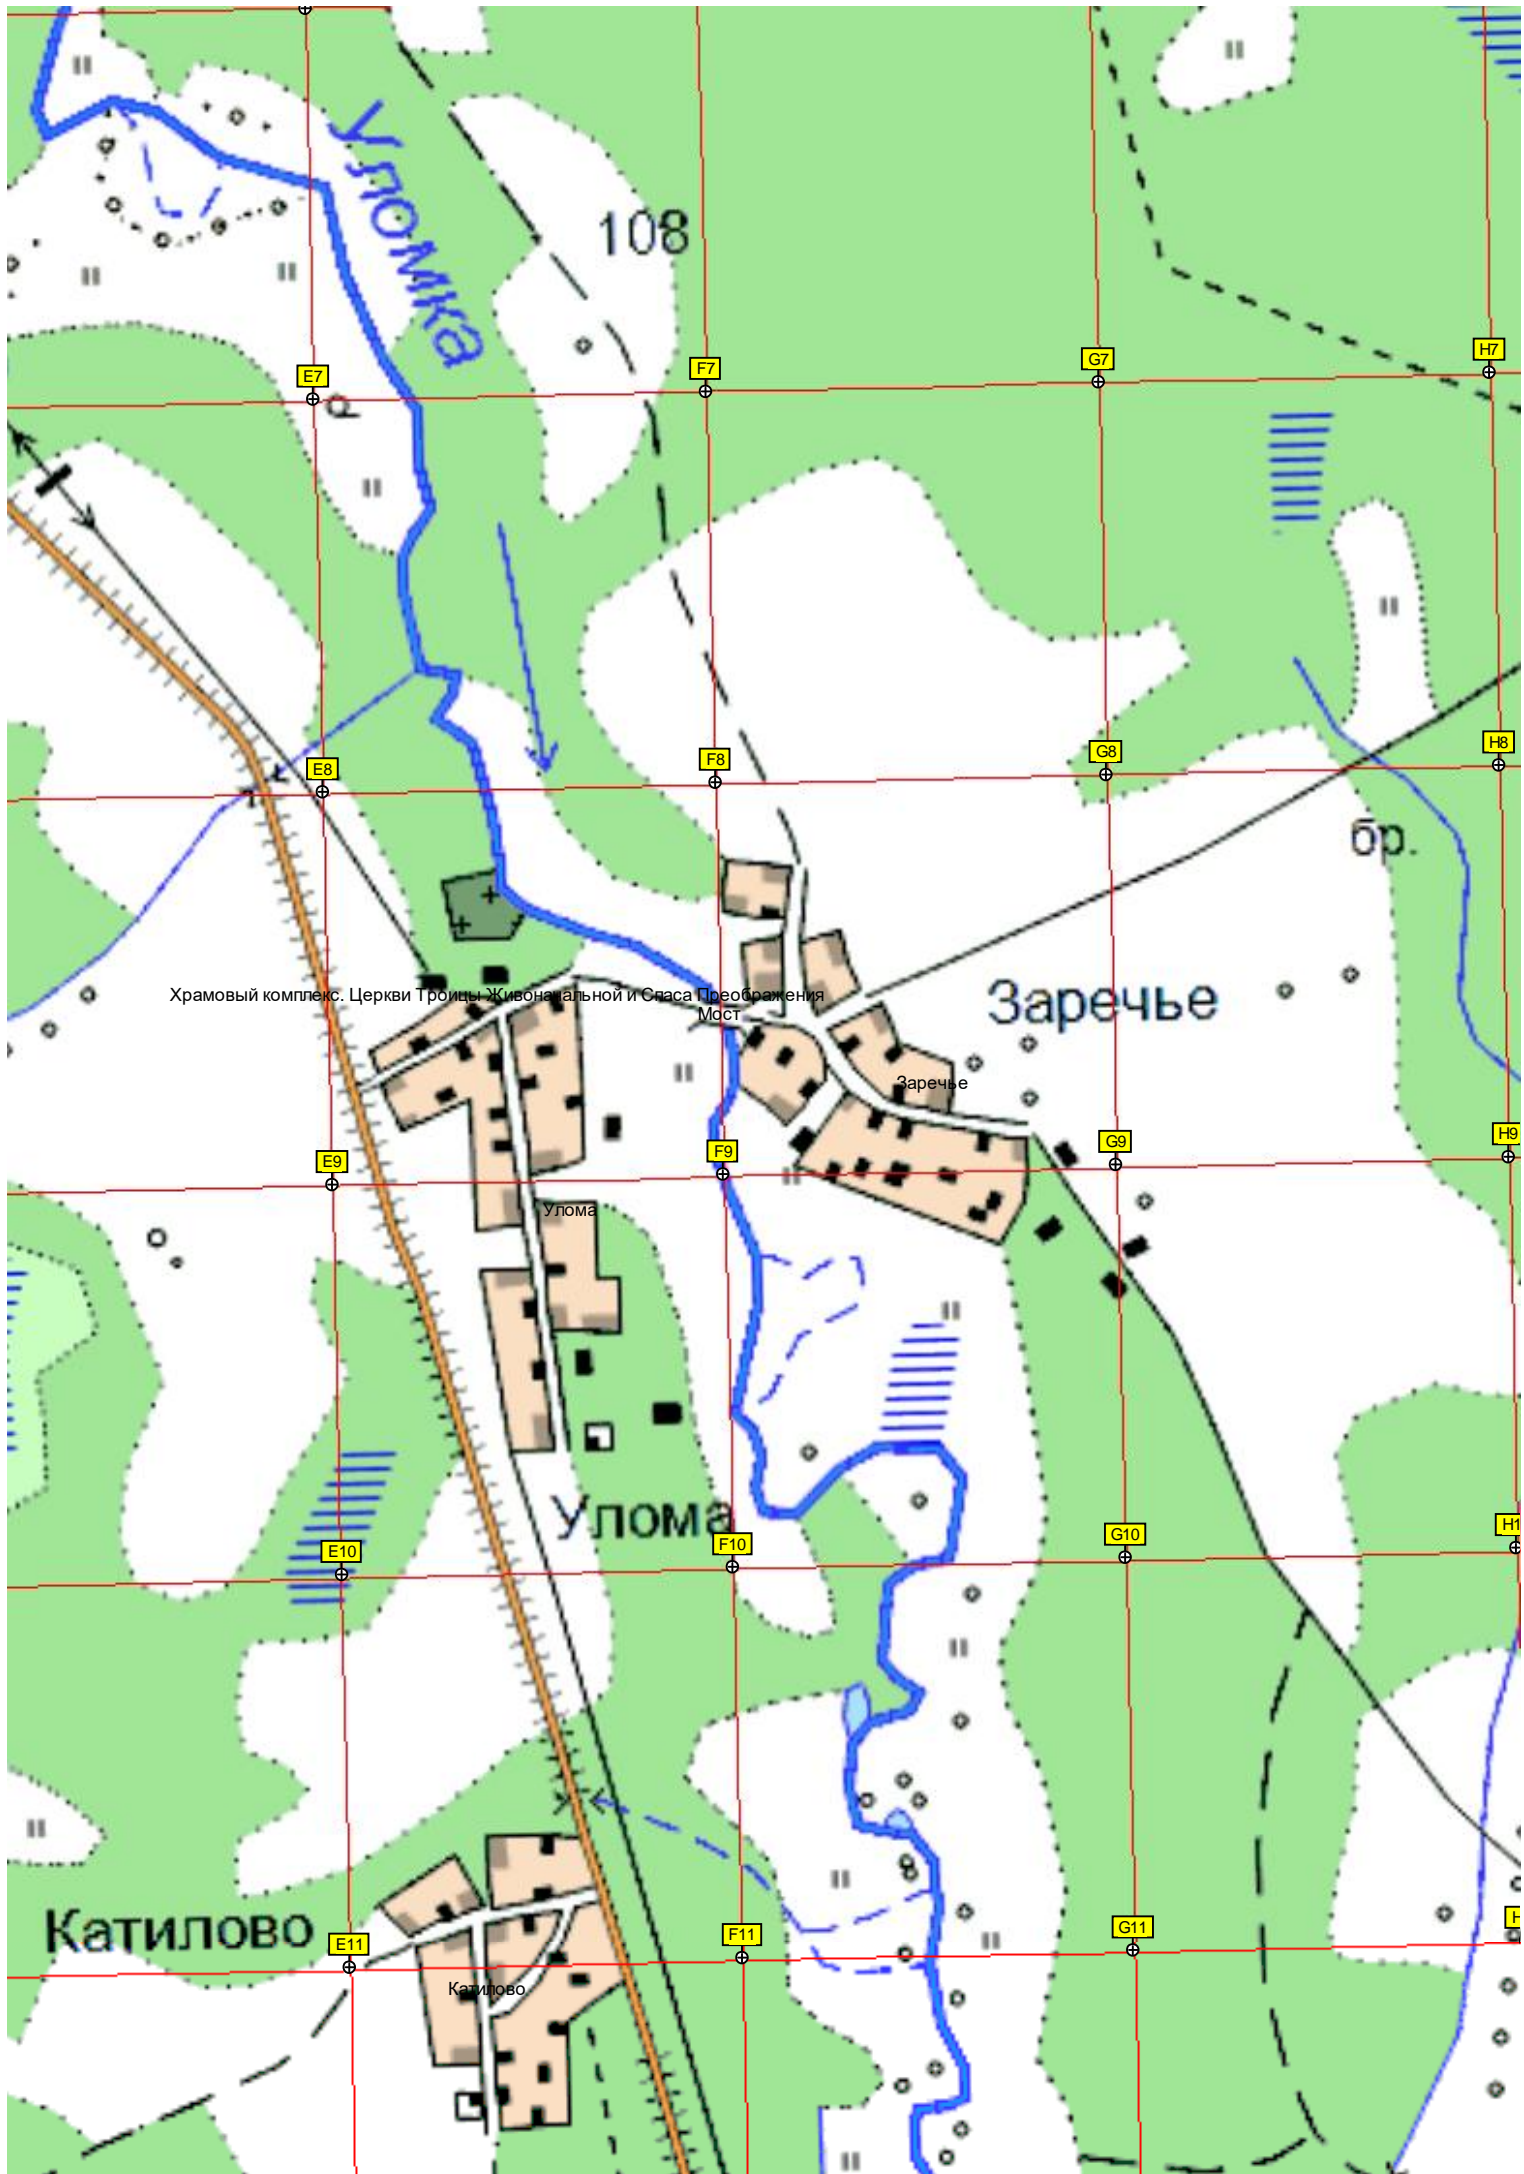 Уломка
108
E7
F7
G7
H7
E8
F8
G8
H8
бр.
Храмовый комплекс. Церкви Троицы Живоначальной и Спаса Преображения
Мост
Заречье
Заречье
E9
F9
G9
H9
Улома
Улома
E10
F10
G10
H1
Катилово
E11
F11
G11
H
Катилово